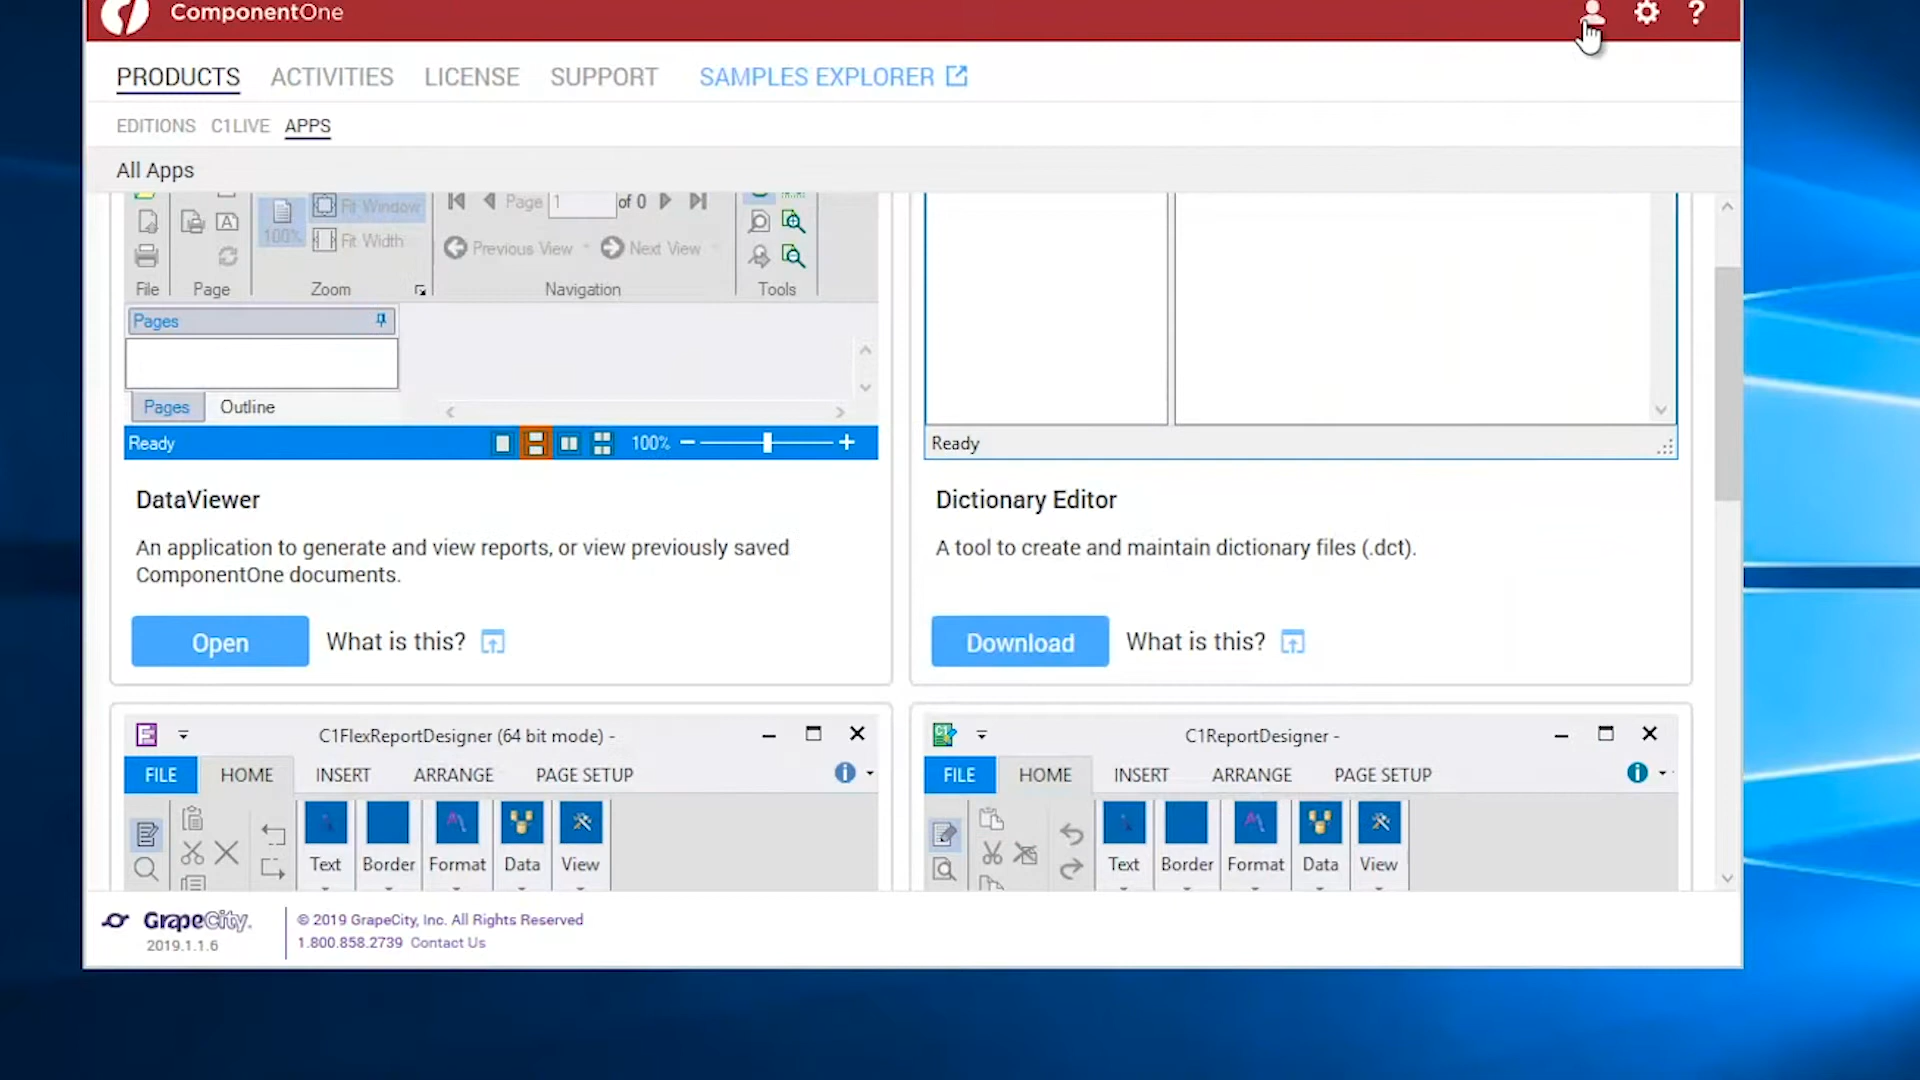 ComponentOne
?
PRODUCTS ACTIVITIES LICENSE SUPPORT SAMPLES EXPLORER
EDITIONS C1LIVE APPS
All Apps
100% Fit Window
Fit Width
Page 1 of 0
Previous View Next View
File Page Zoom Navigation Tools
Pages
Pages Outline
Ready 100%
Ready
DataViewer
An application to generate and view reports, or view previously saved
ComponentOne documents.
Open What is this?
Dictionary Editor
A tool to create and maintain dictionary files (.dct).
Download What is this?
C1FlexReportDesigner (64 bit mode) -
FILE HOME INSERT ARRANGE PAGE SETUP
Text Border Format Data View
C1ReportDesigner -
FILE HOME INSERT ARRANGE PAGE SETUP
Text Border Format Data View
GrapeCity.
2019.1.1.6
© 2019 GrapeCity, Inc. All Rights Reserved
1.800.858.2739 Contact Us